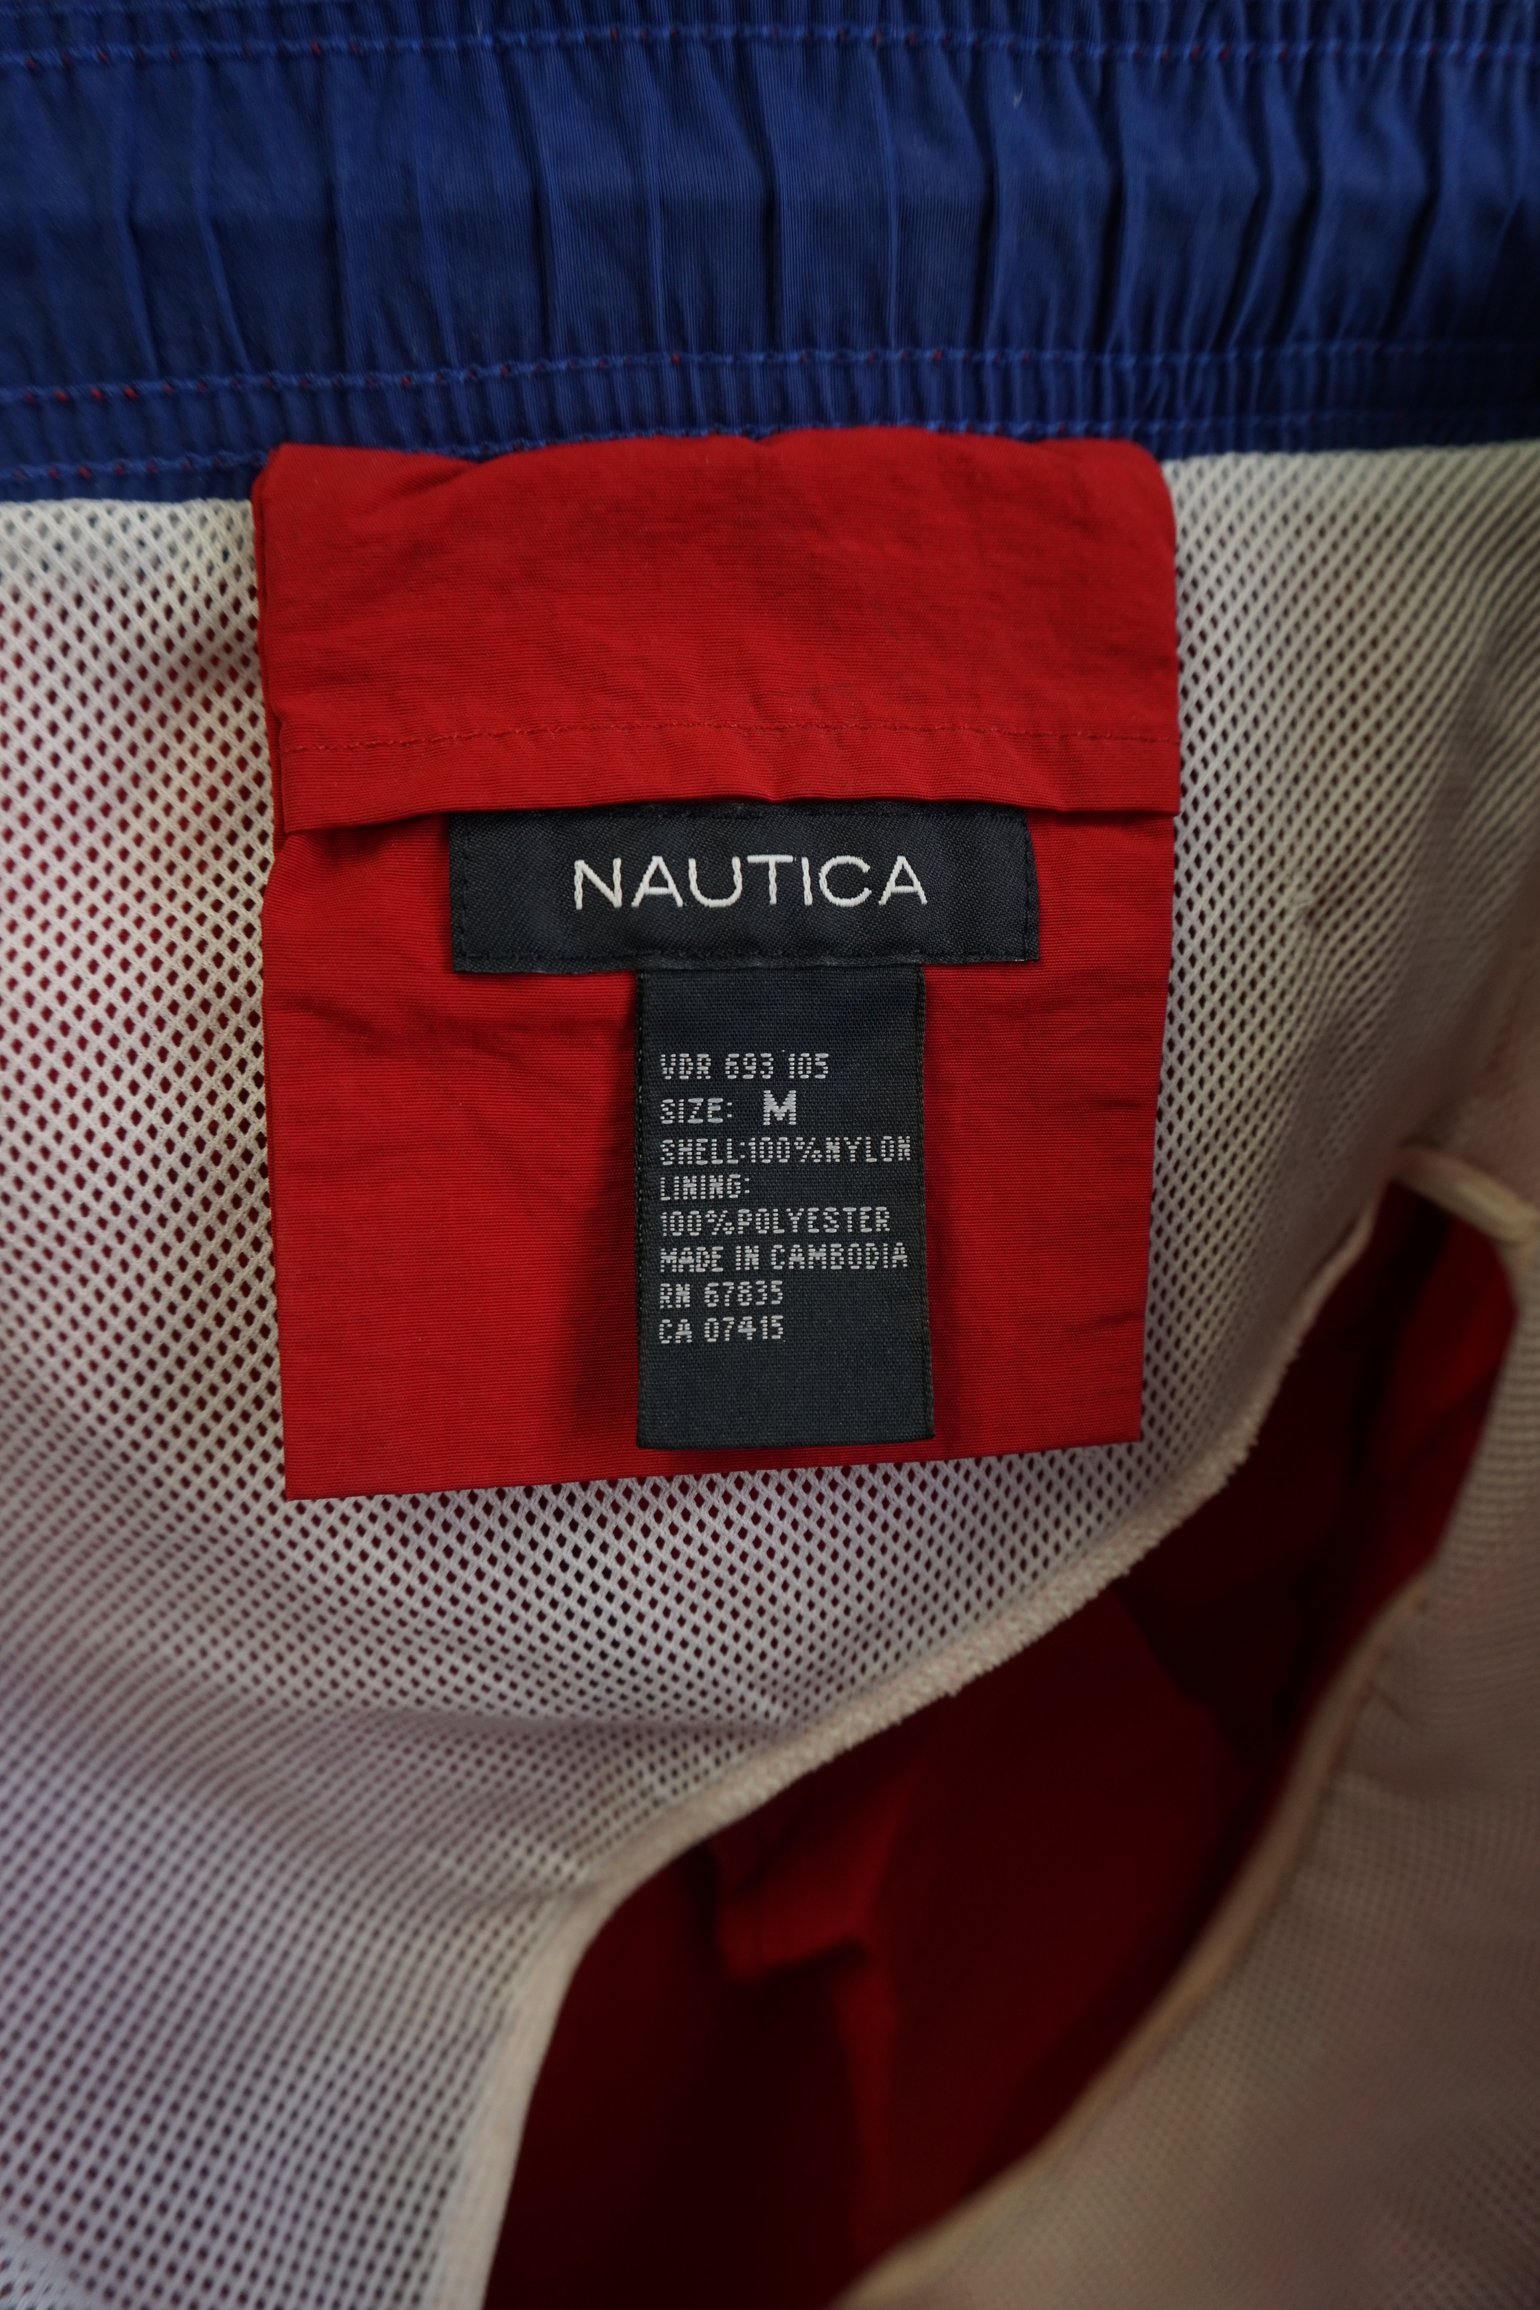 NAUTICA
VDR 693 105
SIZE: M
SHELL:100%NYLON
LINING:
100%POLYESTER
MADE IN CAMBODIA
RN 67835
CA 07415